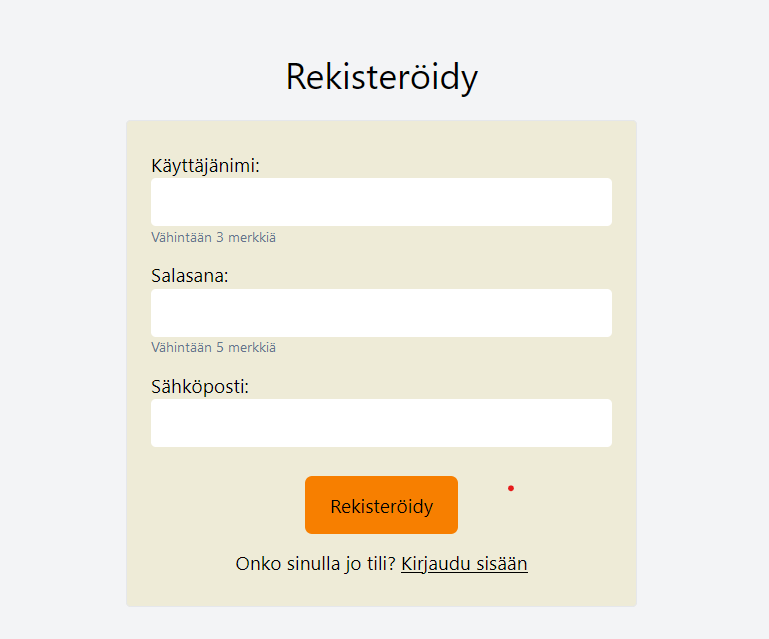 Rekisteröidy
Käyttäjänimi:
Vähintään 3 merkkiä
Salasana:
Vähintään 5 merkkiä
Sähköposti:
Rekisteröidy
Onko sinulla jo tili? Kirjaudu sisään